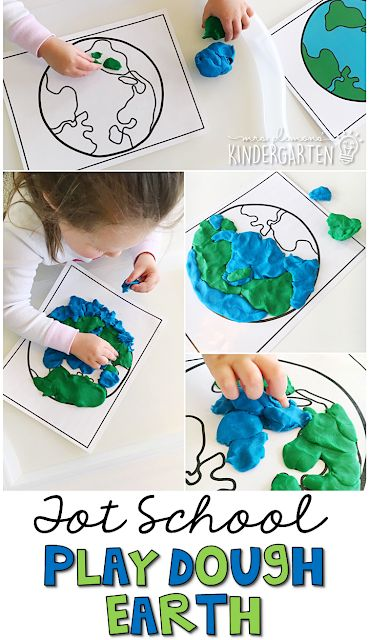 mrs. plemons
KINDERGARTEN
Tot School
PLAY DOUGH
EARTH